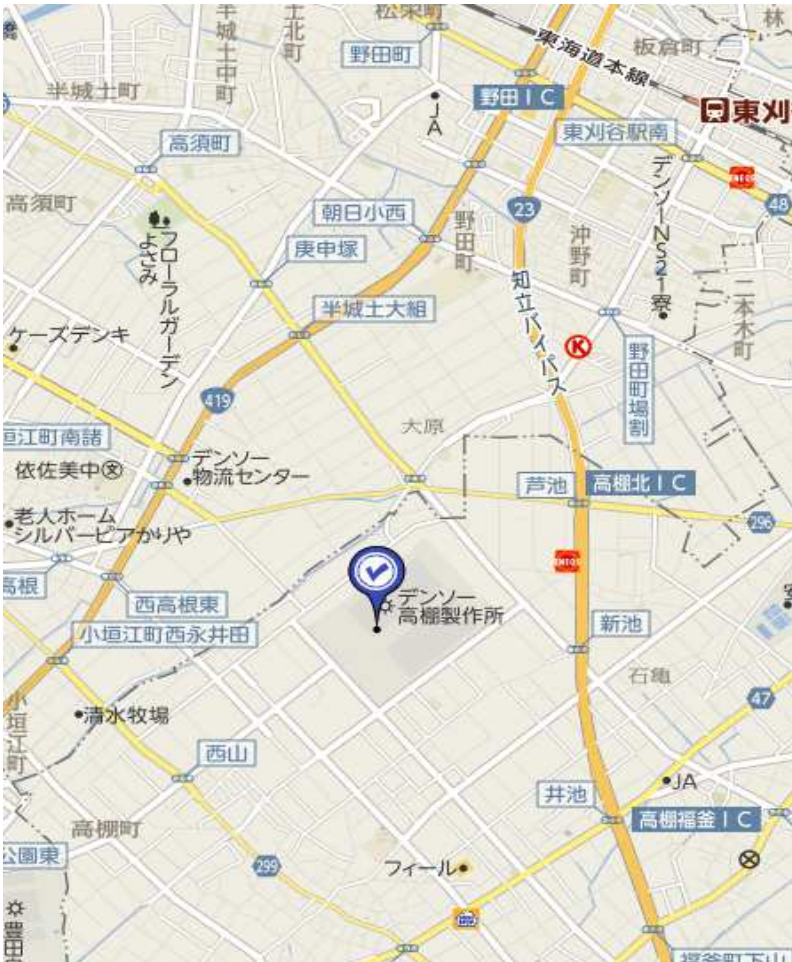 松栄町
土北町
半城土中町
林
野田町
東海道本線
板倉町
半城土町
野田IC
JA
東刈
高須町
東刈谷駅南
ENEOS
48
高須町
朝日小西
23
デンソーNS21寮
フローラルガーデン
よさみ
庚申塚
野田町
沖野町
二本木町
半城土大組
知立バイパス
ケーズデンキ
K
野田町場割
419
大原
垣江町南諸
デンソー
物流センター
依佐美中
文
芦池
高棚北IC
老人ホーム
シルバーピアかりや
296
ENEOS
高根
西高根東
デンソー
高棚製作所
小垣江町西永井田
新池
石亀
47
小垣江町
清水牧場
西山
JA
井池
高棚福釜IC
高棚町
公園東
299
フィール
豊田
福釜町下山